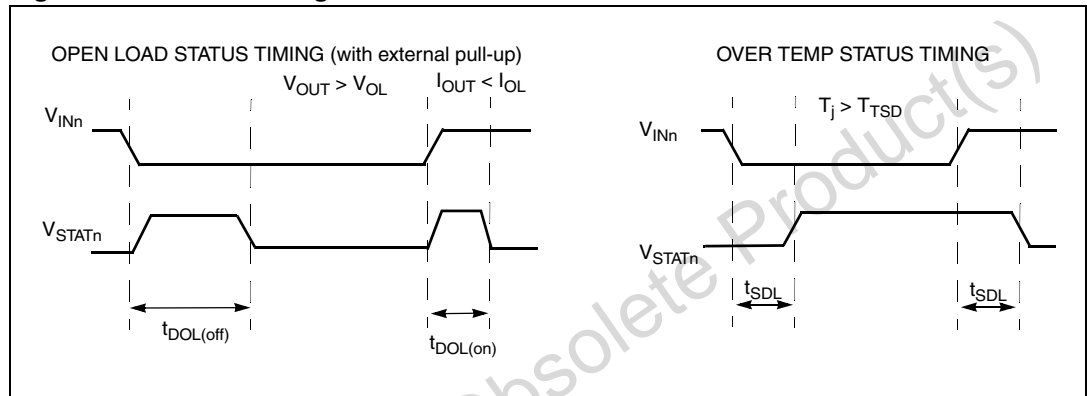 OPEN LOAD STATUS TIMING (with external pull-up)
V_OUT > V_OL
I_OUT < I_OL
V_INn
V_STATn
t_DOL(off)
t_DOL(on)
OVER TEMP STATUS TIMING
T_j > T_TSD
V_INn
V_STATn
t_SDL
t_SDL
Obsolete Product(s)